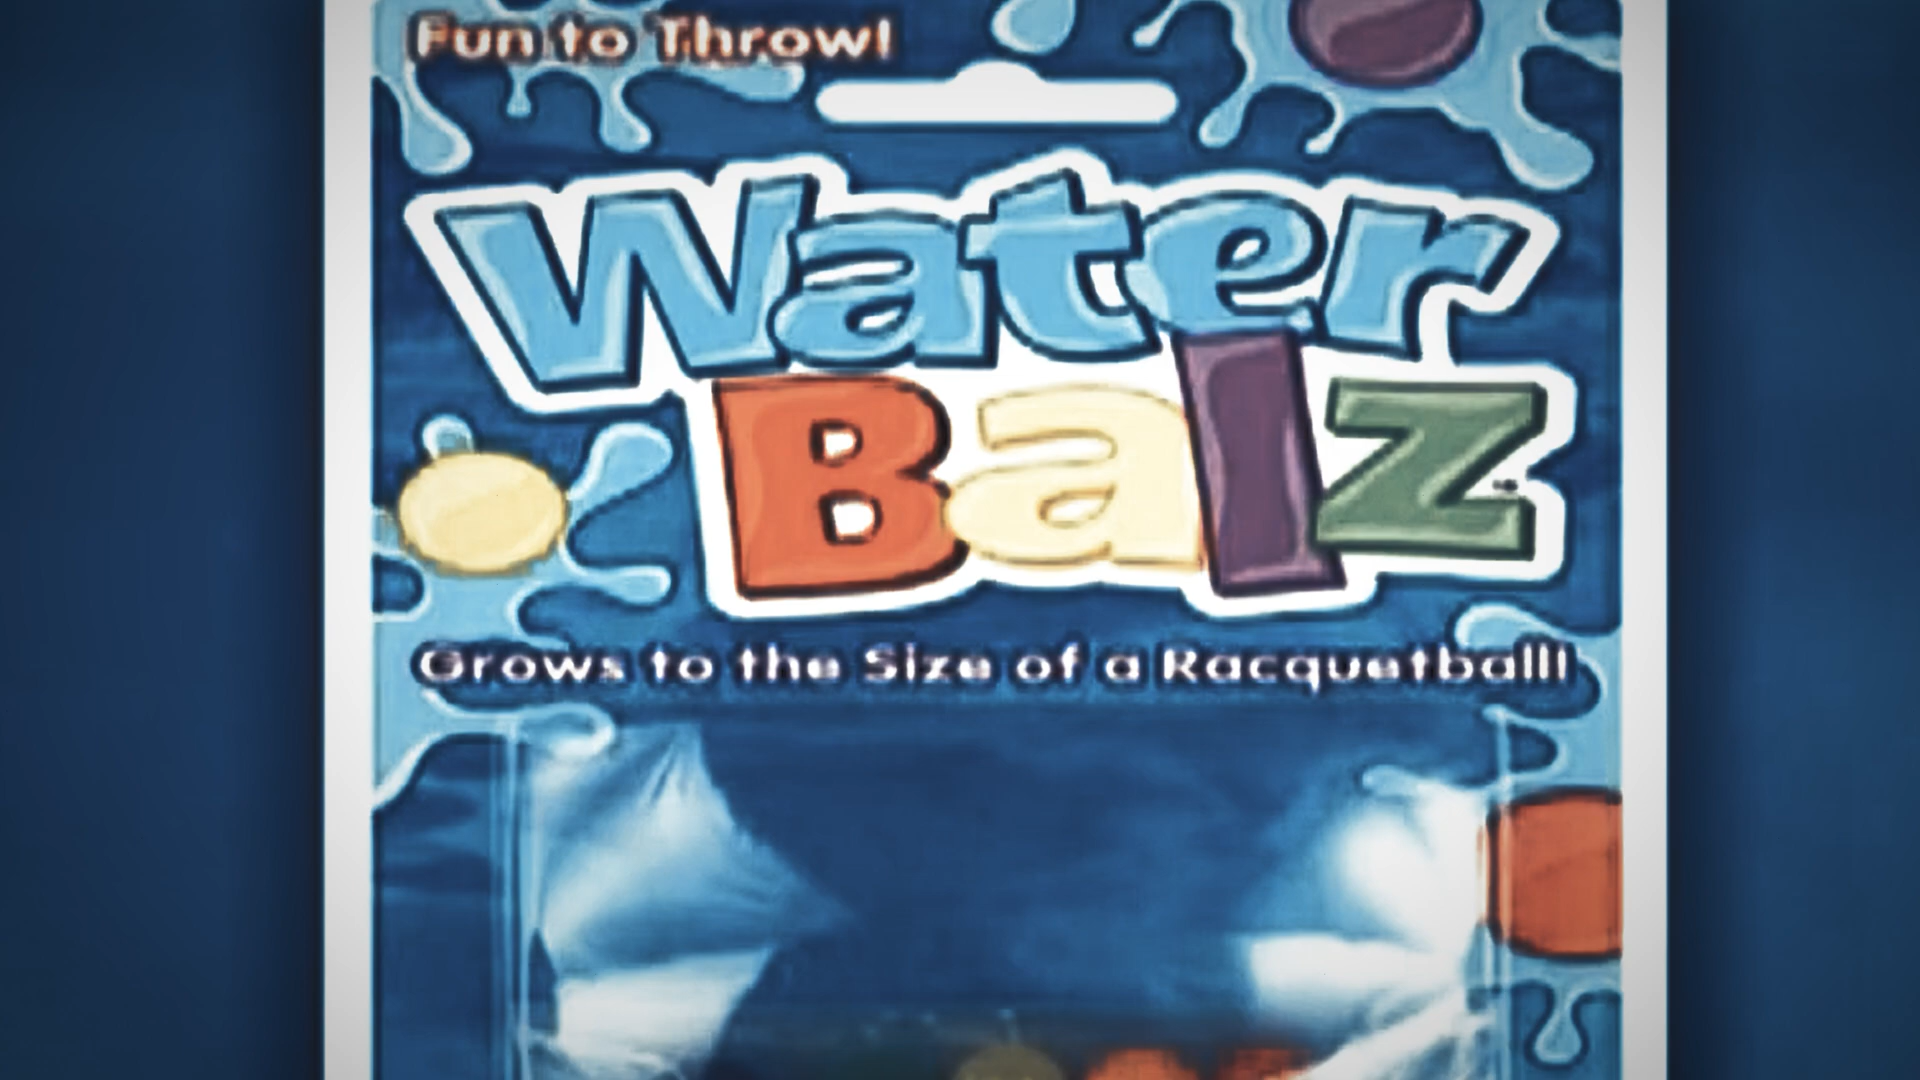 Fun to Throw!
Water
Balz
Grows to the Size of a Racquetball!